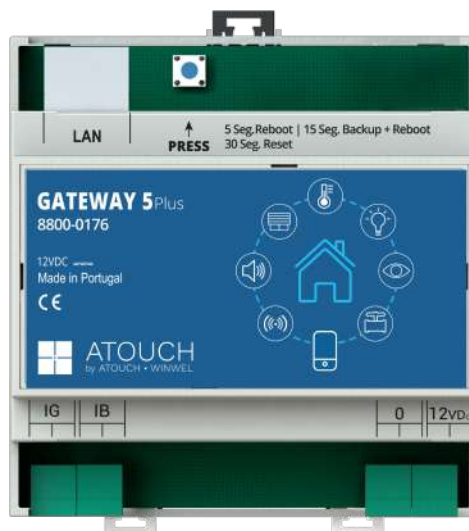 LAN
PRESS
5 Seg.Reboot | 15 Seg. Backup + Reboot
30 Seg. Reset
GATEWAY 5Plus
8800-0176
12VDC
Made in Portugal
CE
ATOUCH
by ATOUCH • WINWEL
IG IB 0 12VD